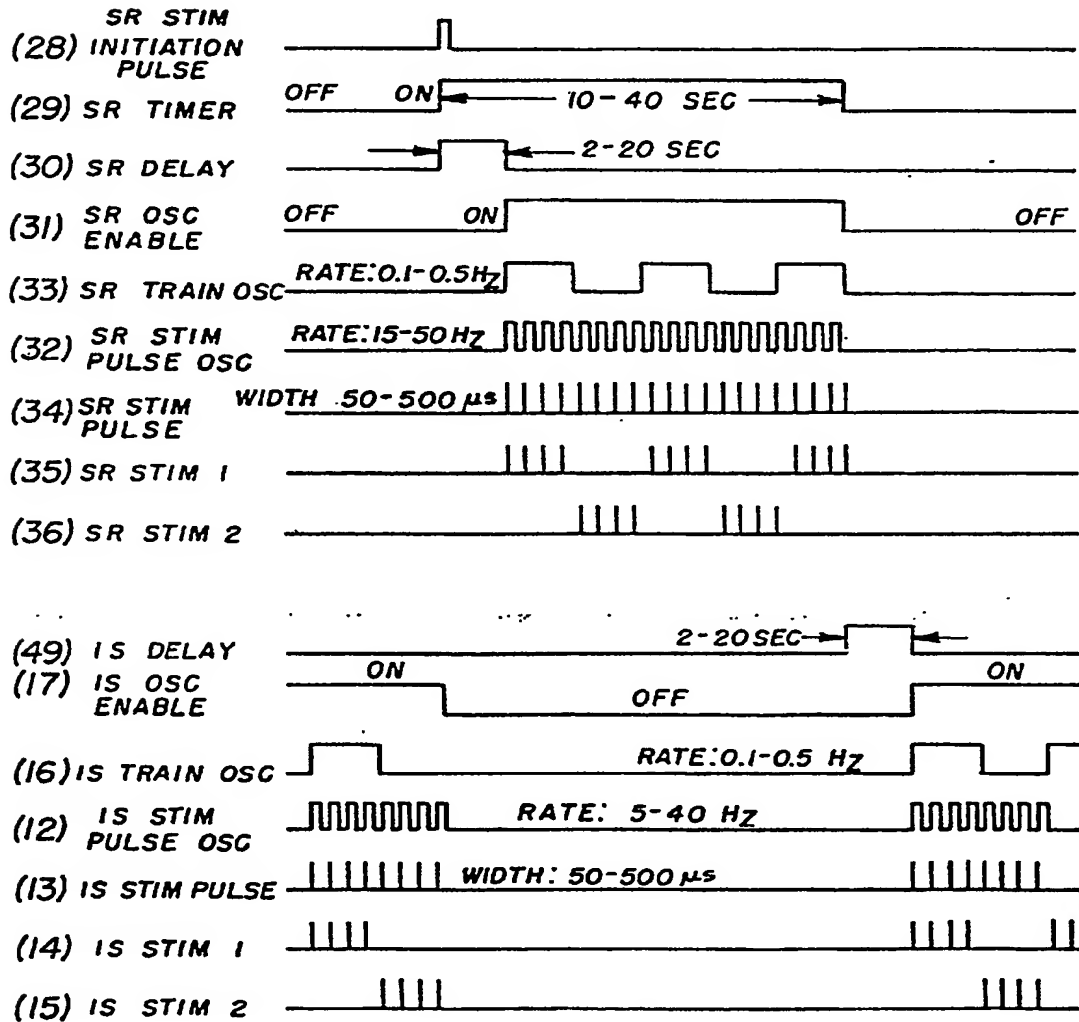 SR STIM
(28) INITIATION
PULSE
(29) SR TIMER OFF ON 10-40 SEC
(30) SR DELAY 2-20 SEC
(31) SR OSC OFF ON OFF
ENABLE
(33) SR TRAIN OSC RATE:0.1-0.5Hz
(32) SR STIM RATE:15-50Hz
PULSE OSC
(34) SR STIM WIDTH 50-500 μs
PULSE
(35) SR STIM 1
(36) SR STIM 2
(49) IS DELAY 2-20SEC
(17) IS OSC ON OFF ON
ENABLE
(16) IS TRAIN OSC RATE:0.1-0.5 Hz
(12) IS STIM RATE: 5-40 Hz
PULSE OSC
(13) IS STIM PULSE WIDTH: 50-500 μs
(14) IS STIM 1
(15) IS STIM 2